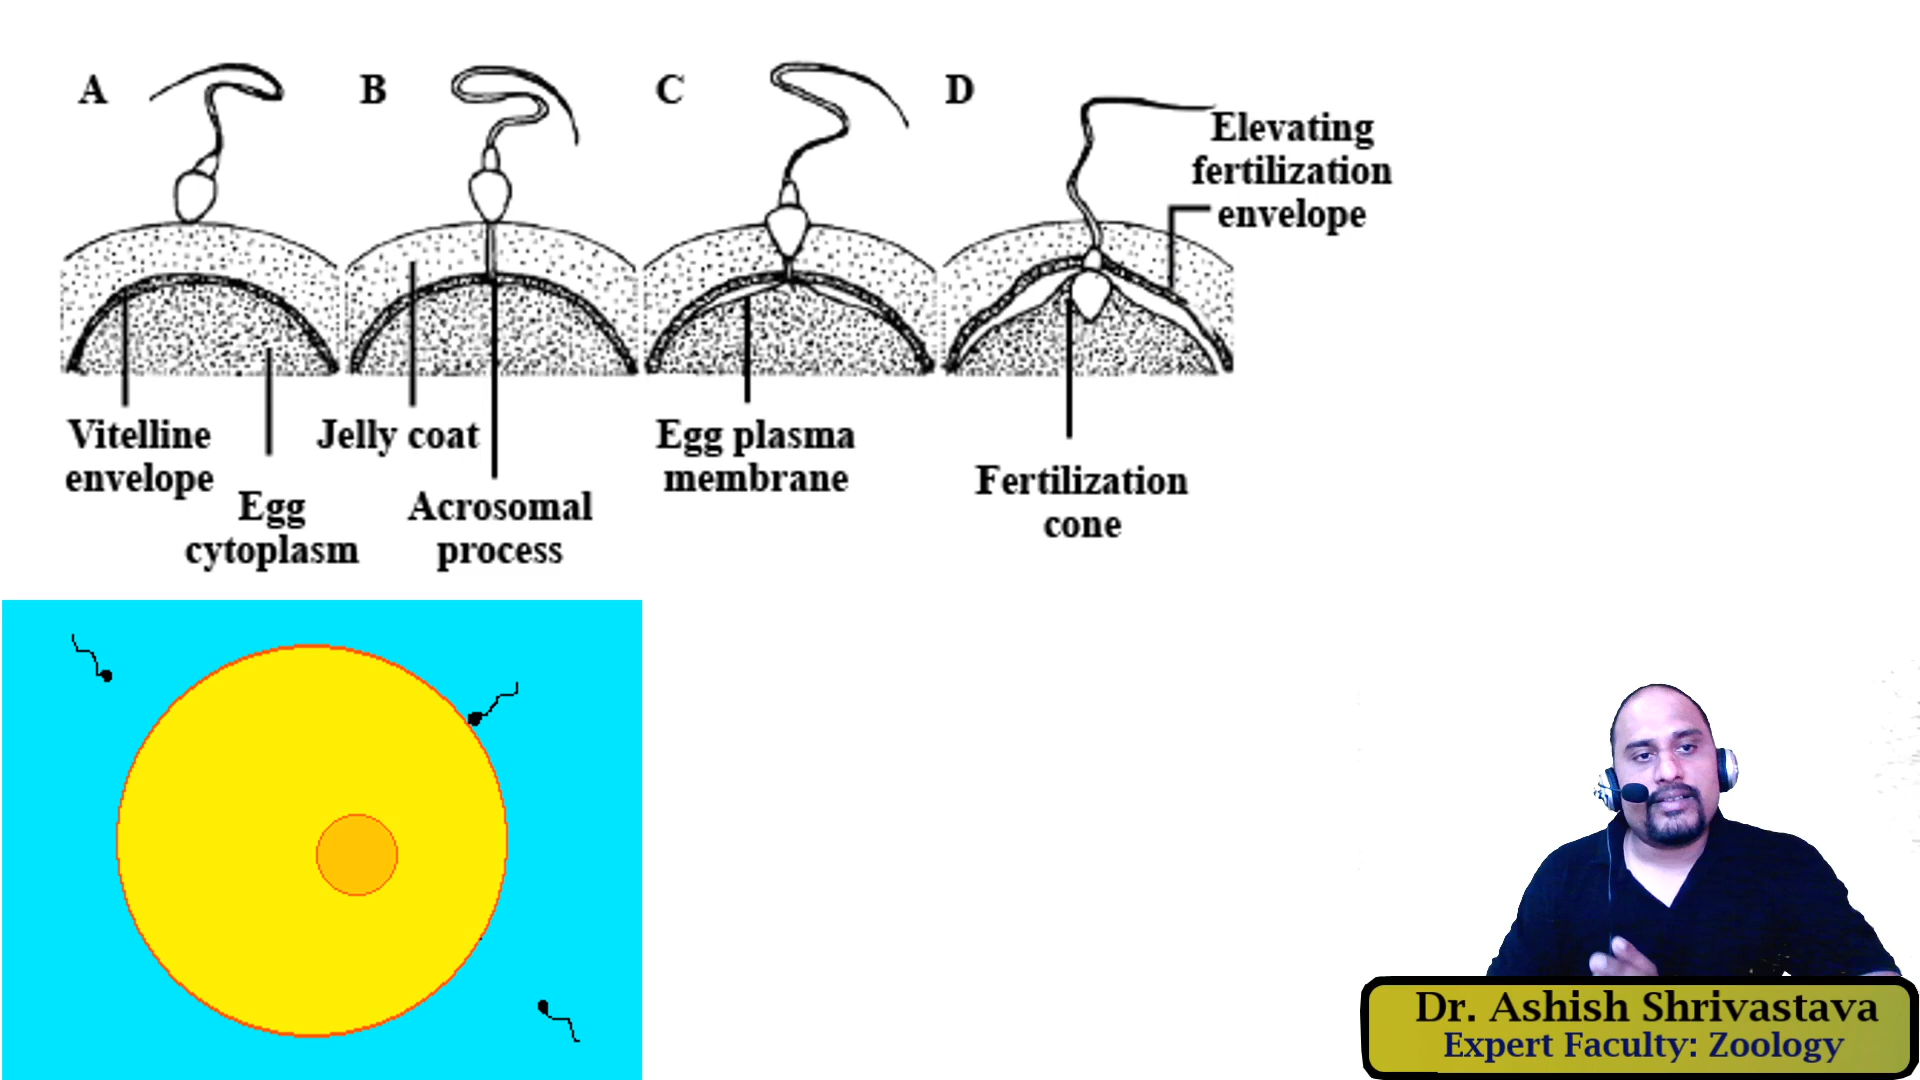 A
B
C
D
Elevating
fertilization
envelope
Vitelline
envelope
Egg
cytoplasm
Jelly coat
Acrosomal
process
Egg plasma
membrane
Fertilization
cone
Dr. Ashish Shrivastava
Expert Faculty: Zoology